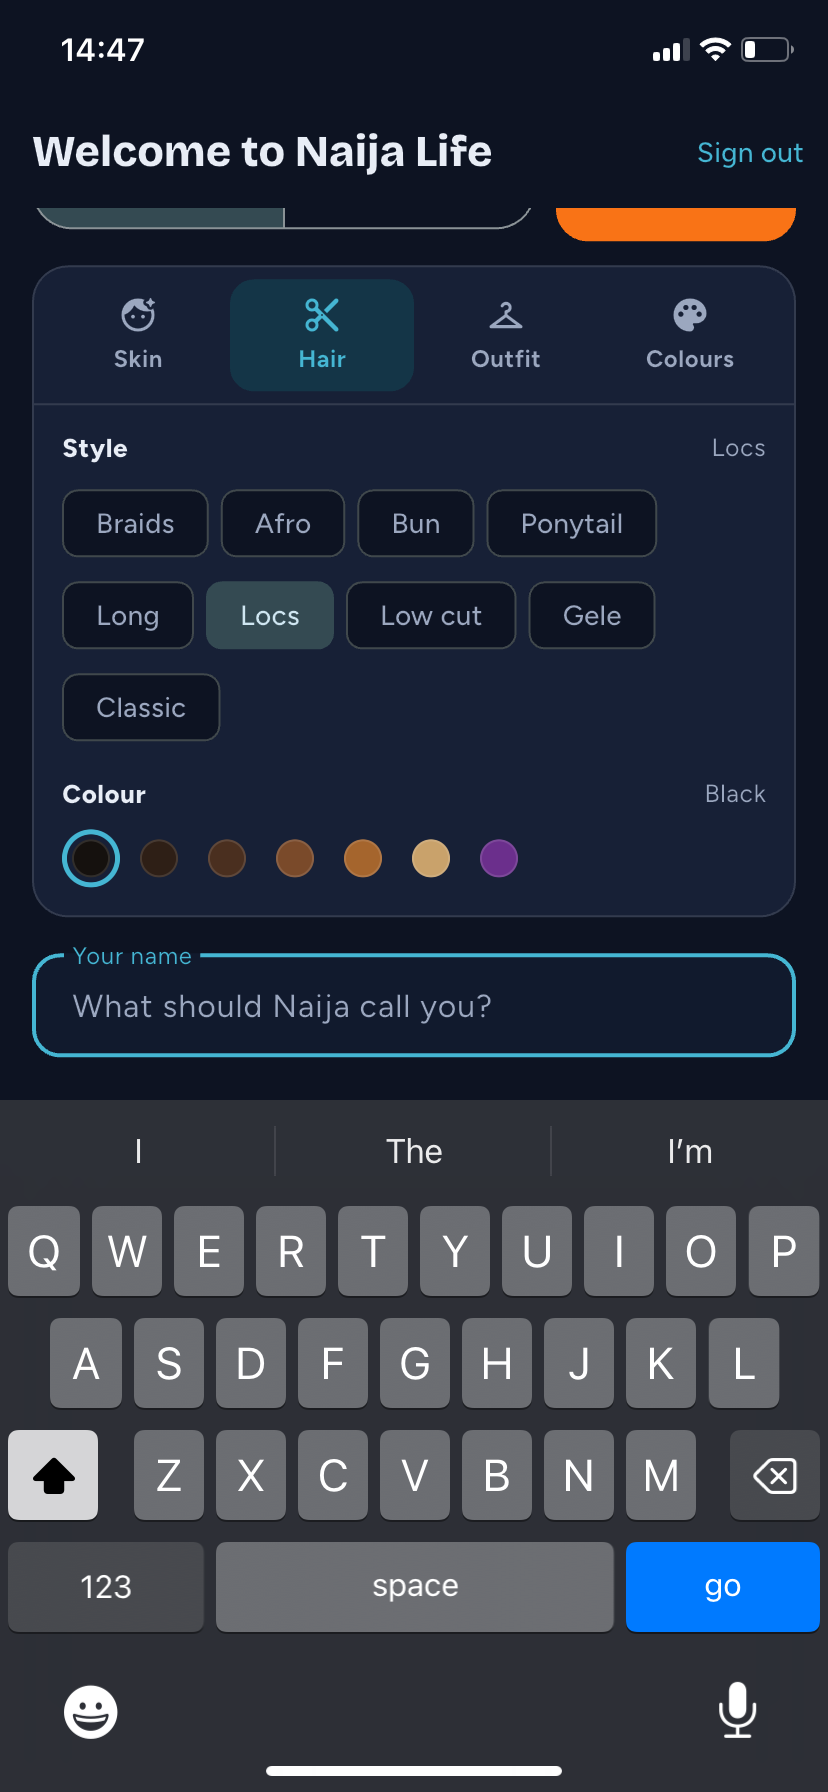 14:47
Welcome to Naija Life
Sign out
Skin
Hair
Outfit
Colours
Style
Locs
Braids
Afro
Bun
Ponytail
Long
Locs
Low cut
Gele
Classic
Colour
Black
Your name
What should Naija call you?
I
The
I'm
Q W E R T Y U I O P
A S D F G H J K L
Z X C V B N M
123
space
go